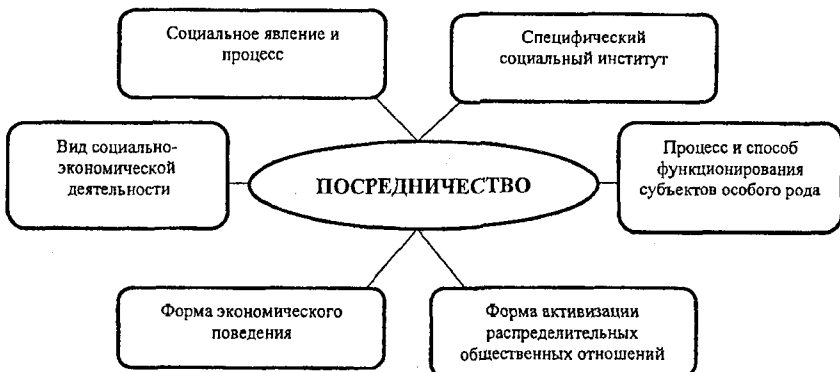 Социальное явление и
процесс
Специфический
социальный институт
Вид социально-
экономической
деятельности
ПОСРЕДНИЧЕСТВО
Процесс и способ
функционирования
субъектов особого рода
Форма экономического
поведения
Форма активизации
распределительных
общественных отношений